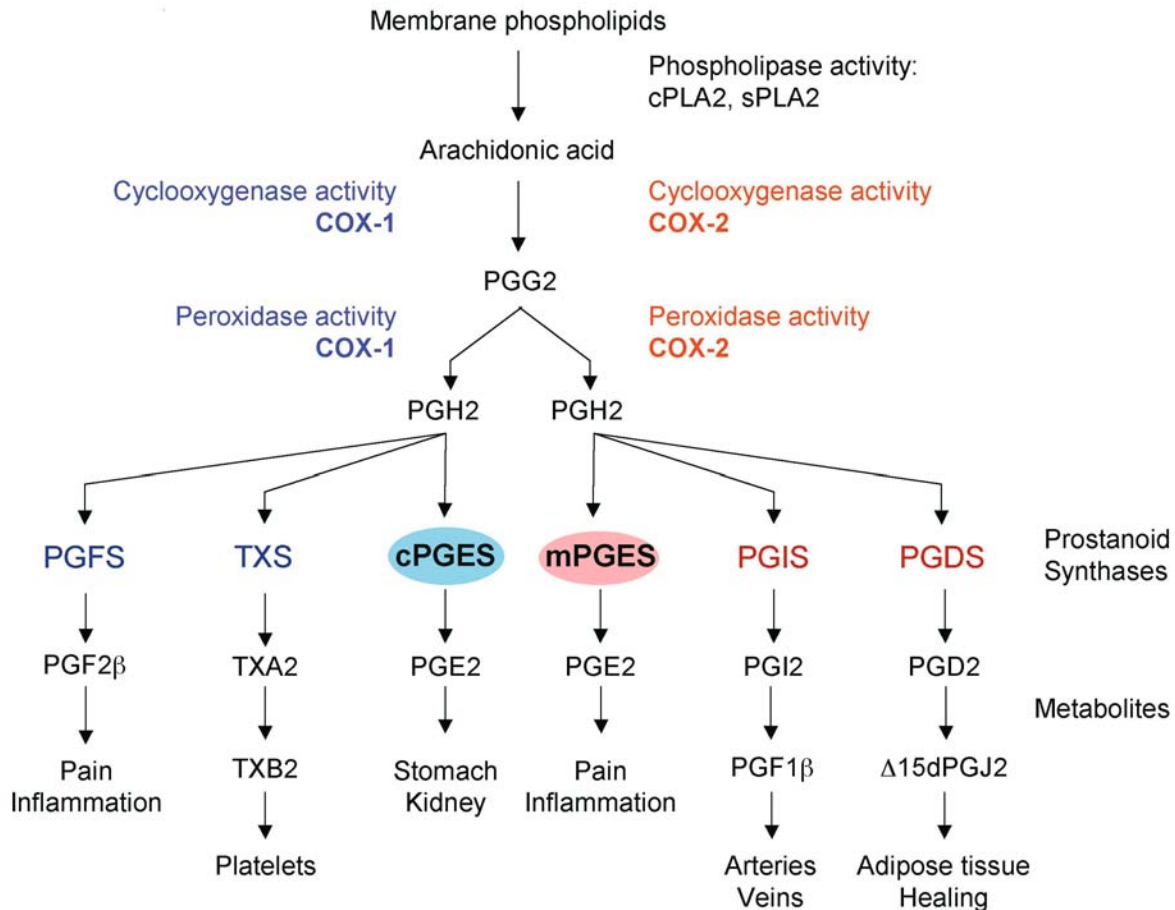 Membrane phospholipids
Phospholipase activity:
cPLA2, sPLA2
Arachidonic acid
Cyclooxygenase activity
COX-1
Cyclooxygenase activity
COX-2
PGG2
Peroxidase activity
COX-1
Peroxidase activity
COX-2
PGH2
PGH2
PGFS
TXS
cPGES
mPGES
PGIS
PGDS
Prostanoid
Synthases
PGF2β
TXA2
PGE2
PGE2
PGI2
PGD2
Metabolites
Pain
Inflammation
TXB2
Stomach
Kidney
Pain
Inflammation
PGF1β
Δ15dPGJ2
Platelets
Arteries
Veins
Adipose tissue
Healing